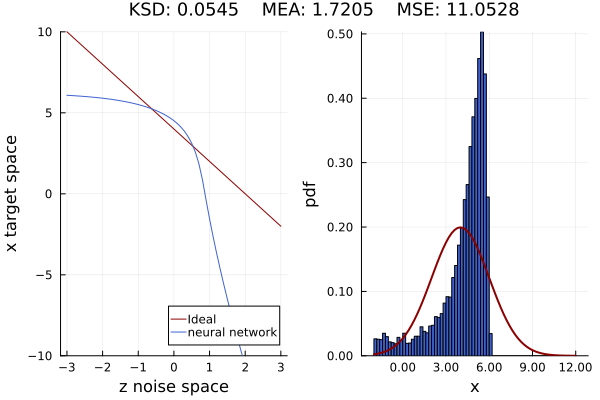 KSD: 0.0545 MEA: 1.7205 MSE: 11.0528
x target space
10
5
0
−5
−10
Ideal
neural network
−3 −2 −1 0 1 2 3
z noise space
pdf
0.50
0.40
0.30
0.20
0.10
0.00
0.00 3.00 6.00 9.00 12.00
x